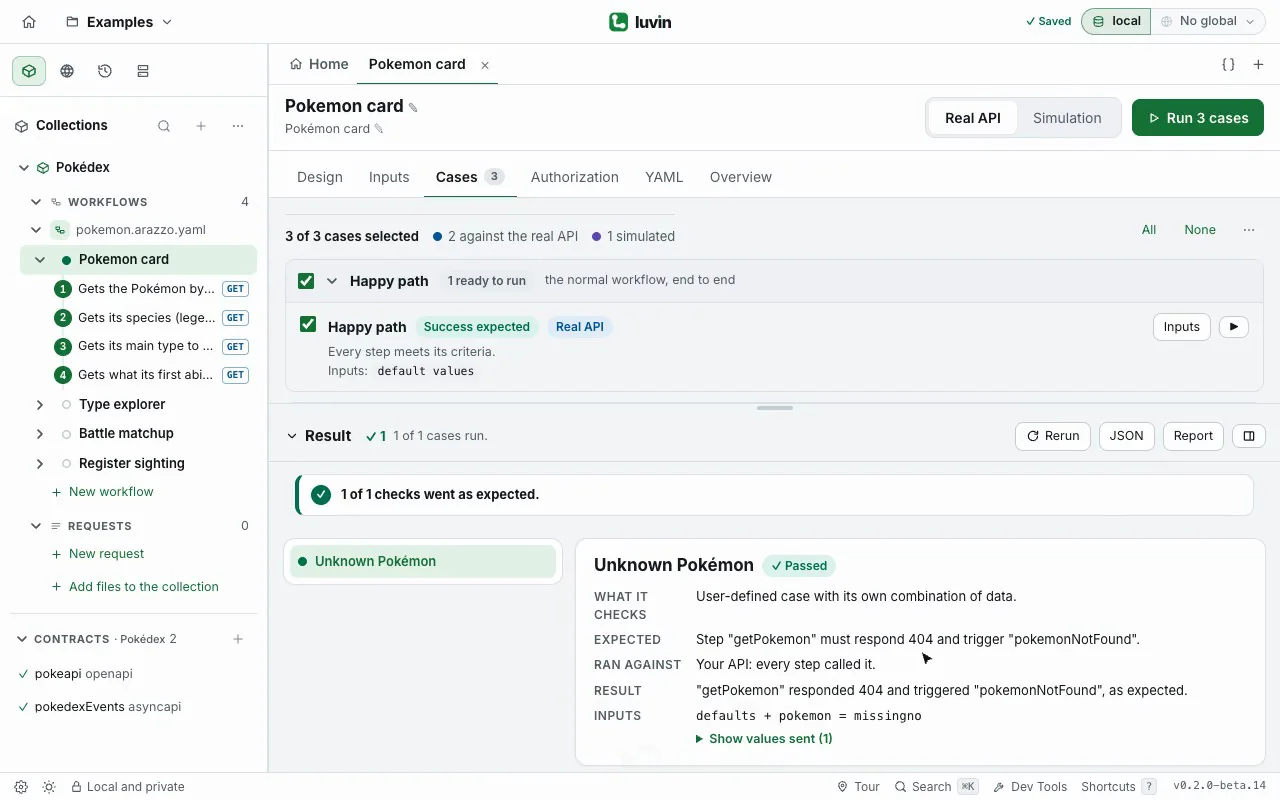 Examples
luvin
Saved
local
No global
Home
Pokemon card
Collections
Pokédex
WORKFLOWS 4
pokemon.arazzo.yaml
Pokemon card
1 Gets the Pokémon by... GET
2 Gets its species (lege... GET
3 Gets its main type to ... GET
4 Gets what its first abi... GET
Type explorer
Battle matchup
Register sighting
+ New workflow
REQUESTS 0
+ New request
+ Add files to the collection
CONTRACTS · Pokédex 2
pokeapi openapi
pokedexEvents asyncapi
Pokemon card
Pokémon card
Real API
Simulation
Run 3 cases
Design
Inputs
Cases 3
Authorization
YAML
Overview
3 of 3 cases selected
2 against the real API
1 simulated
All
None
Happy path 1 ready to run the normal workflow, end to end
Happy path Success expected Real API
Inputs
Every step meets its criteria.
Inputs: default values
Result 1 1 of 1 cases run.
Rerun
JSON
Report
1 of 1 checks went as expected.
Unknown Pokémon
Unknown Pokémon Passed
WHAT IT CHECKS
User-defined case with its own combination of data.
EXPECTED
Step "getPokemon" must respond 404 and trigger "pokemonNotFound".
RAN AGAINST
Your API: every step called it.
RESULT
"getPokemon" responded 404 and triggered "pokemonNotFound", as expected.
INPUTS
defaults + pokemon = missingno
Show values sent (1)
Local and private
Tour
Search ⌘K
Dev Tools
Shortcuts ?
v0.2.0-beta.14